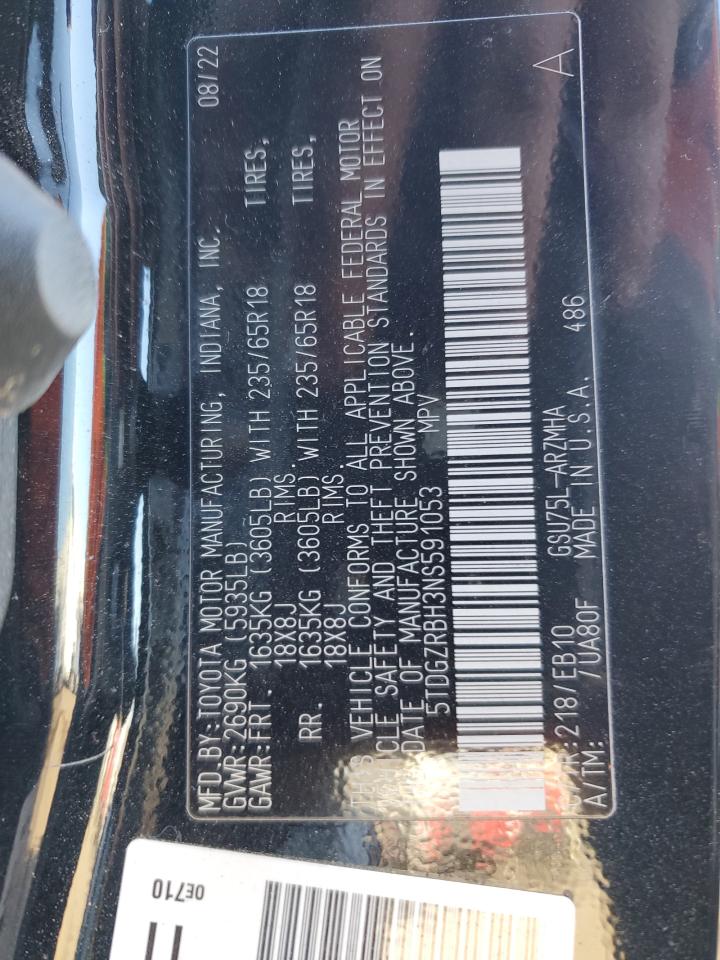 MFD.BY:TOYOTA MOTOR MANUFACTURING, INDIANA, INC. 08/22
GVWR:2690KG (5935LB)
GAWR:FRT. 1635KG (3605LB) WITH 235/65R18 TIRES,
18X8J RIMS.
RR. 1635KG (3605LB) WITH 235/65R18 TIRES,
18X8J RIMS.
THIS VEHICLE CONFORMS TO ALL APPLICABLE FEDERAL MOTOR
VEHICLE SAFETY AND THEFT PREVENTION STANDARDS IN EFFECT ON
THE DATE OF MANUFACTURE SHOWN ABOVE.
5TDGZRBH3NS591053 MPV
A
218/EB10 GSU75L-ARZMHA
A/TM: /UA80F MADE IN U.S.A. 486
0E710